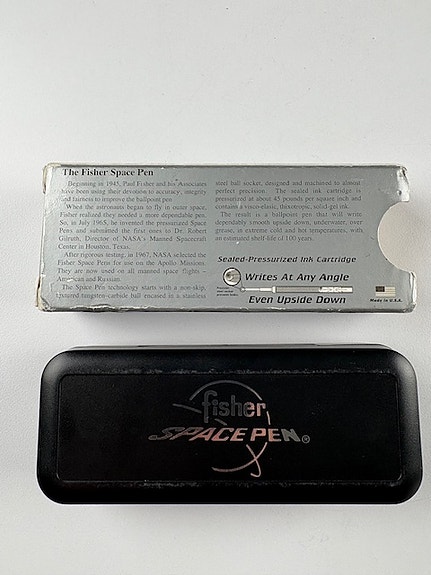 The Fisher Space Pen
Beginning in 1945, Paul Fisher and his Associates
have been using their devotion to accuracy, integrity
and fairness to improve the ballpoint pen.
When the astronauts began to fly in outer space,
Fisher realized they needed a more dependable pen.
So, in July 1965, he invented the pressurized Space
Pens and submitted the first ones to Dr. Robert
Gilruth, Director of NASA's Manned Spacecraft
Center in Houston, Texas.
After rigorous testing, in 1967, NASA selected the
Fisher Space Pens for use on the Apollo Missions.
They are now used on all manned space flights –
American and Russian.
The Space Pen technology starts with a non-skip,
textured tungsten-carbide ball encased in a stainless
steel ball socket, designed and machined to almost
perfect precision. The sealed ink cartridge is
pressurized at about 45 pounds per square inch and
contains a visco-elastic, thixotropic, solid-gel ink.
The result is a ballpoint pen that will write
dependably smooth upside down, underwater, over
grease, in extreme cold and hot temperatures, with
an estimated shelf-life of 100 years.
Sealed-Pressurized Ink Cartridge
Writes At Any Angle
Even Upside Down
Made in U.S.A.
fisher
SPACE PEN®